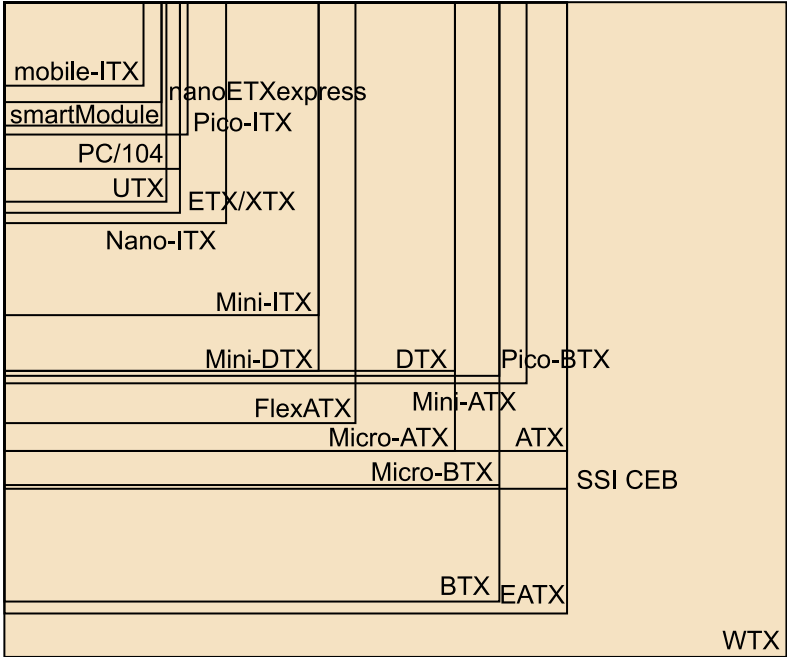 mobile-ITX
nanoETXexpress
smartModule
Pico-ITX
PC/104
UTX
ETX/XTX
Nano-ITX
Mini-ITX
Mini-DTX
DTX
Pico-BTX
FlexATX
Mini-ATX
Micro-ATX
ATX
Micro-BTX
SSI CEB
BTX
EATX
WTX